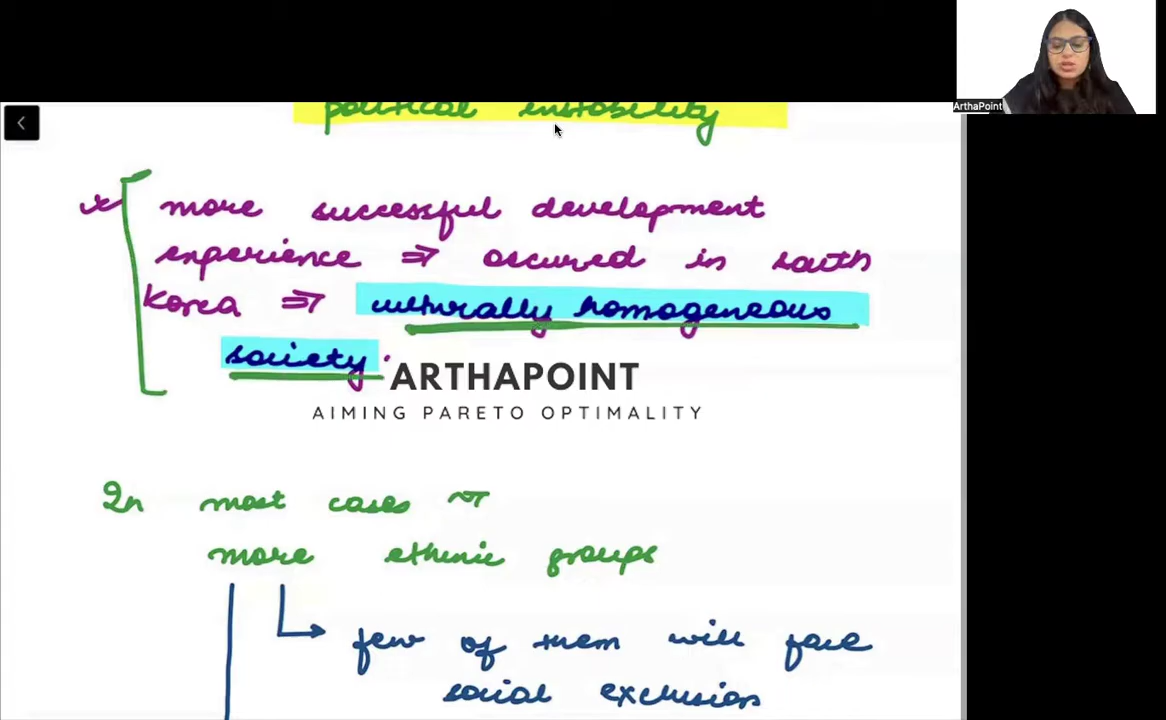 ArthaPoint
political instability
* more successful development
experience ⇒ occured in south
Korea ⇒ culturally homogeneous
society.
ARTHAPOINT
AIMING PARETO OPTIMALITY
In most cases ⇒
more ethnic groups
→ few of them will face
social exclusion